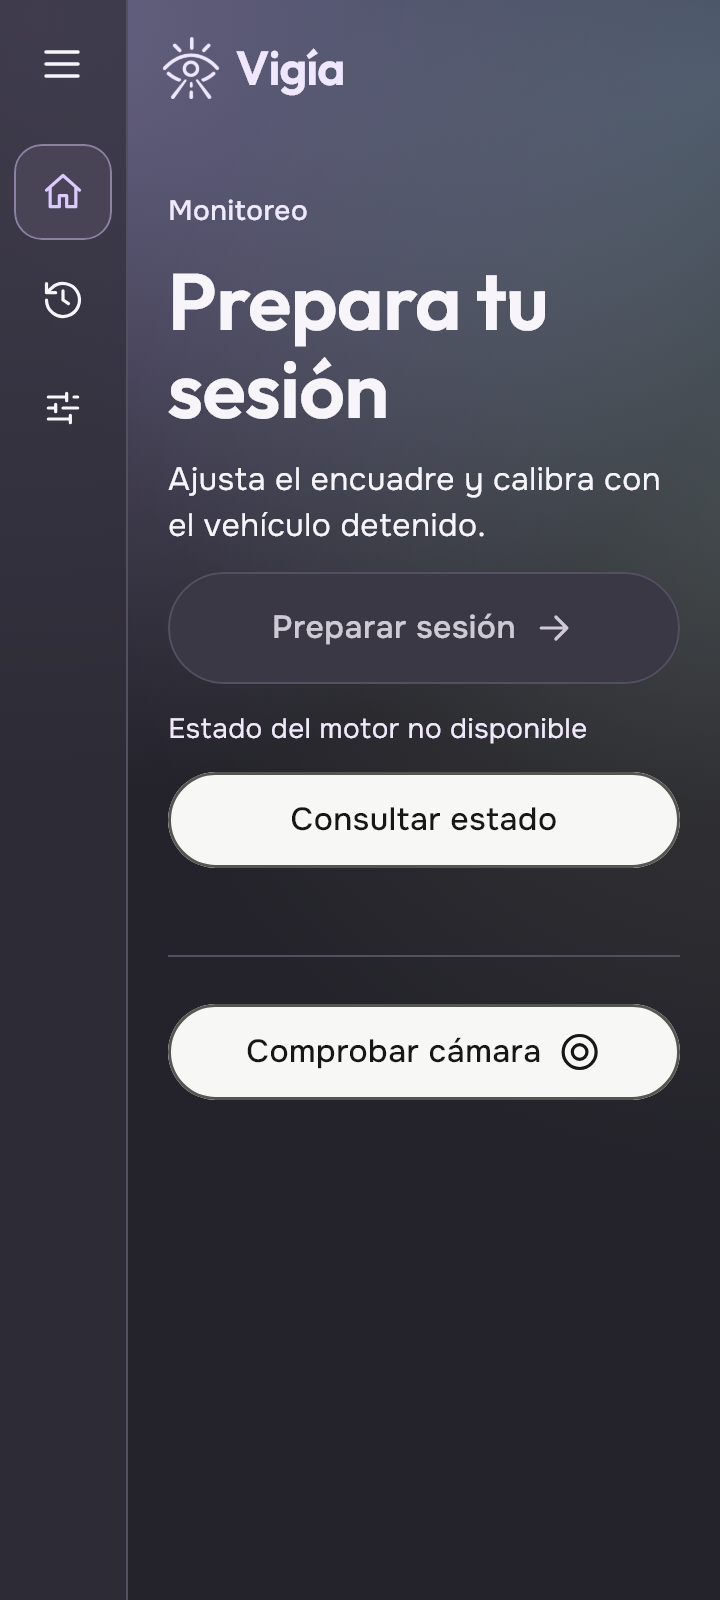 Vigía
Monitoreo
Prepara tu
sesión
Ajusta el encuadre y calibra con
el vehículo detenido.
Preparar sesión
Estado del motor no disponible
Consultar estado
Comprobar cámara